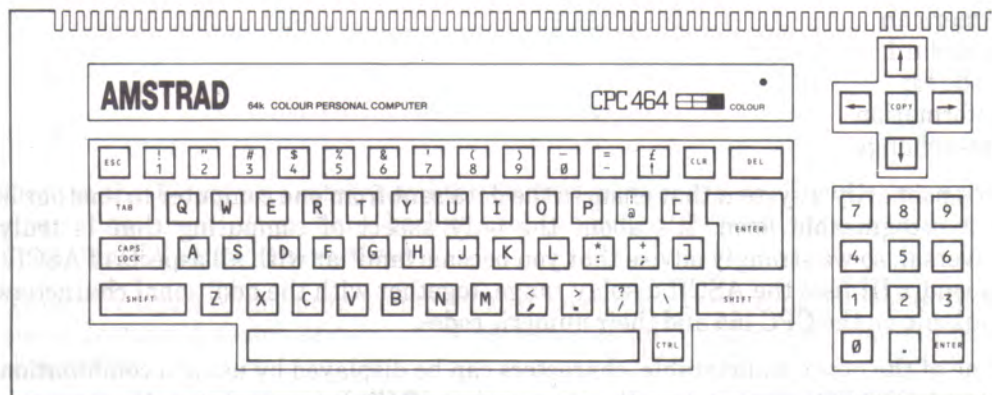 AMSTRAD 64k COLOUR PERSONAL COMPUTER CPC 464 COLOUR
↑
← COPY →
↓
ESC ! 1 " 2 # 3 $ 4 % 5 & 6 ' 7 ( 8 ) 9 _ 0 = - £ ↑ CLR DEL
TAB Q W E R T Y U I O P | @ { [ ENTER
CAPS LOCK A S D F G H J K L * : + ; } ]
SHIFT Z X C V B N M < , > . ? / \ SHIFT
CTRL
7 8 9
4 5 6
1 2 3
0 . ENTER